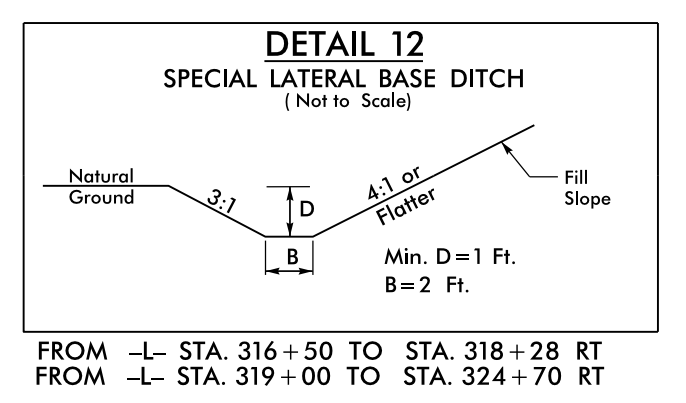 DETAIL 12
SPECIAL LATERAL BASE DITCH
( Not to Scale)
Natural
Ground
3:1
D
B
4:1 or
Flatter
Fill
Slope
Min. D=1 Ft.
B=2 Ft.
FROM –L– STA. 316+50 TO STA. 318+28 RT
FROM –L– STA. 319+00 TO STA. 324+70 RT